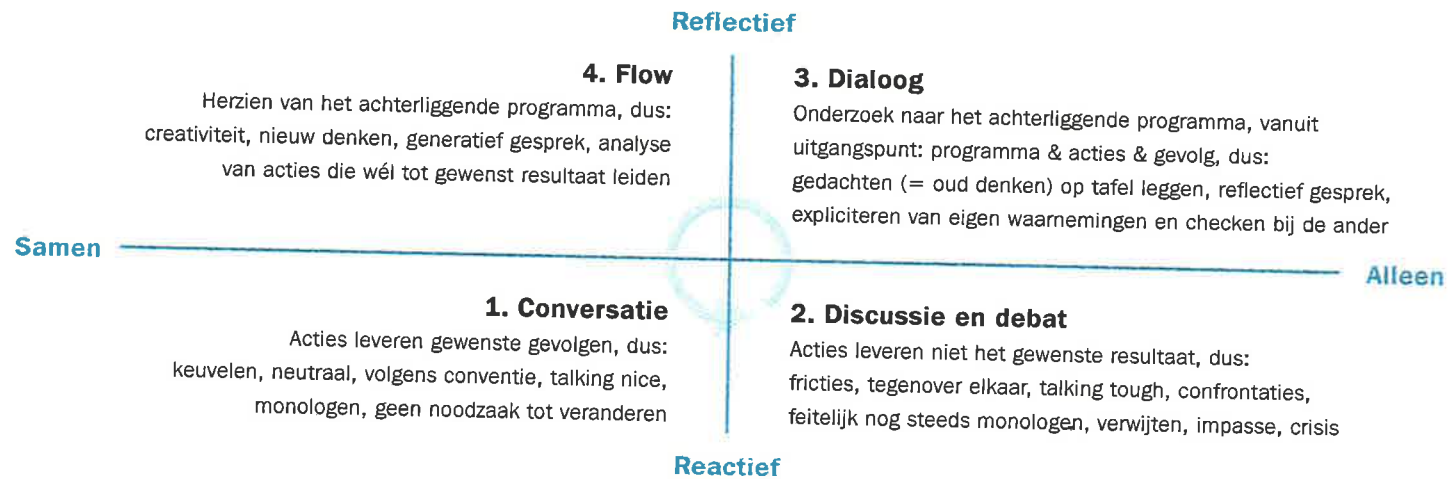 Reflectief
4. Flow
Herzien van het achterliggende programma, dus:
creativiteit, nieuw denken, generatief gesprek, analyse
van acties die wél tot gewenst resultaat leiden
3. Dialoog
Onderzoek naar het achterliggende programma, vanuit
uitgangspunt: programma & acties & gevolg, dus:
gedachten (= oud denken) op tafel leggen, reflectief gesprek,
expliciteren van eigen waarnemingen en checken bij de ander
Samen
Alleen
1. Conversatie
Acties leveren gewenste gevolgen, dus:
keuvelen, neutraal, volgens conventie, talking nice,
monologen, geen noodzaak tot veranderen
2. Discussie en debat
Acties leveren niet het gewenste resultaat, dus:
fricties, tegenover elkaar, talking tough, confrontaties,
feitelijk nog steeds monologen, verwijten, impasse, crisis
Reactief